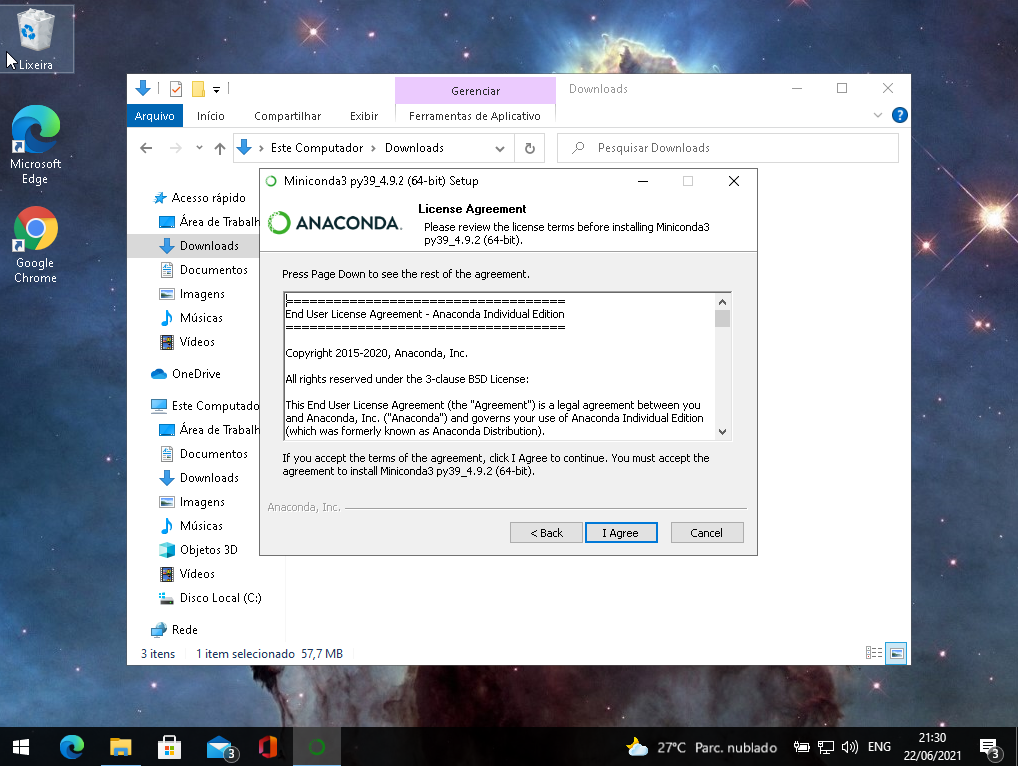 Lixeira
Microsoft
Edge
Google
Chrome
Gerenciar
Downloads
Arquivo
Início
Compartilhar
Exibir
Ferramentas de Aplicativo
?
Este Computador > Downloads
Pesquisar Downloads
Acesso rápido
Área de Trabalh
Downloads
Documentos
Imagens
Músicas
Vídeos
OneDrive
Este Computado
Área de Trabalh
Documentos
Downloads
Imagens
Músicas
Objetos 3D
Vídeos
Disco Local (C:)
Rede
3 itens
1 item selecionado 57,7 MB
Miniconda3 py39_4.9.2 (64-bit) Setup
ANACONDA.
License Agreement
Please review the license terms before installing Miniconda3
py39_4.9.2 (64-bit).
Press Page Down to see the rest of the agreement.
===================================
End User License Agreement - Anaconda Individual Edition
===================================
Copyright 2015-2020, Anaconda, Inc.
All rights reserved under the 3-clause BSD License:
This End User License Agreement (the "Agreement") is a legal agreement between you
and Anaconda, Inc. ("Anaconda") and governs your use of Anaconda Individual Edition
(which was formerly known as Anaconda Distribution).
If you accept the terms of the agreement, click I Agree to continue. You must accept the
agreement to install Miniconda3 py39_4.9.2 (64-bit).
Anaconda, Inc.
< Back
I Agree
Cancel
3
27°C Parc. nublado
ENG
21:30
22/06/2021
3